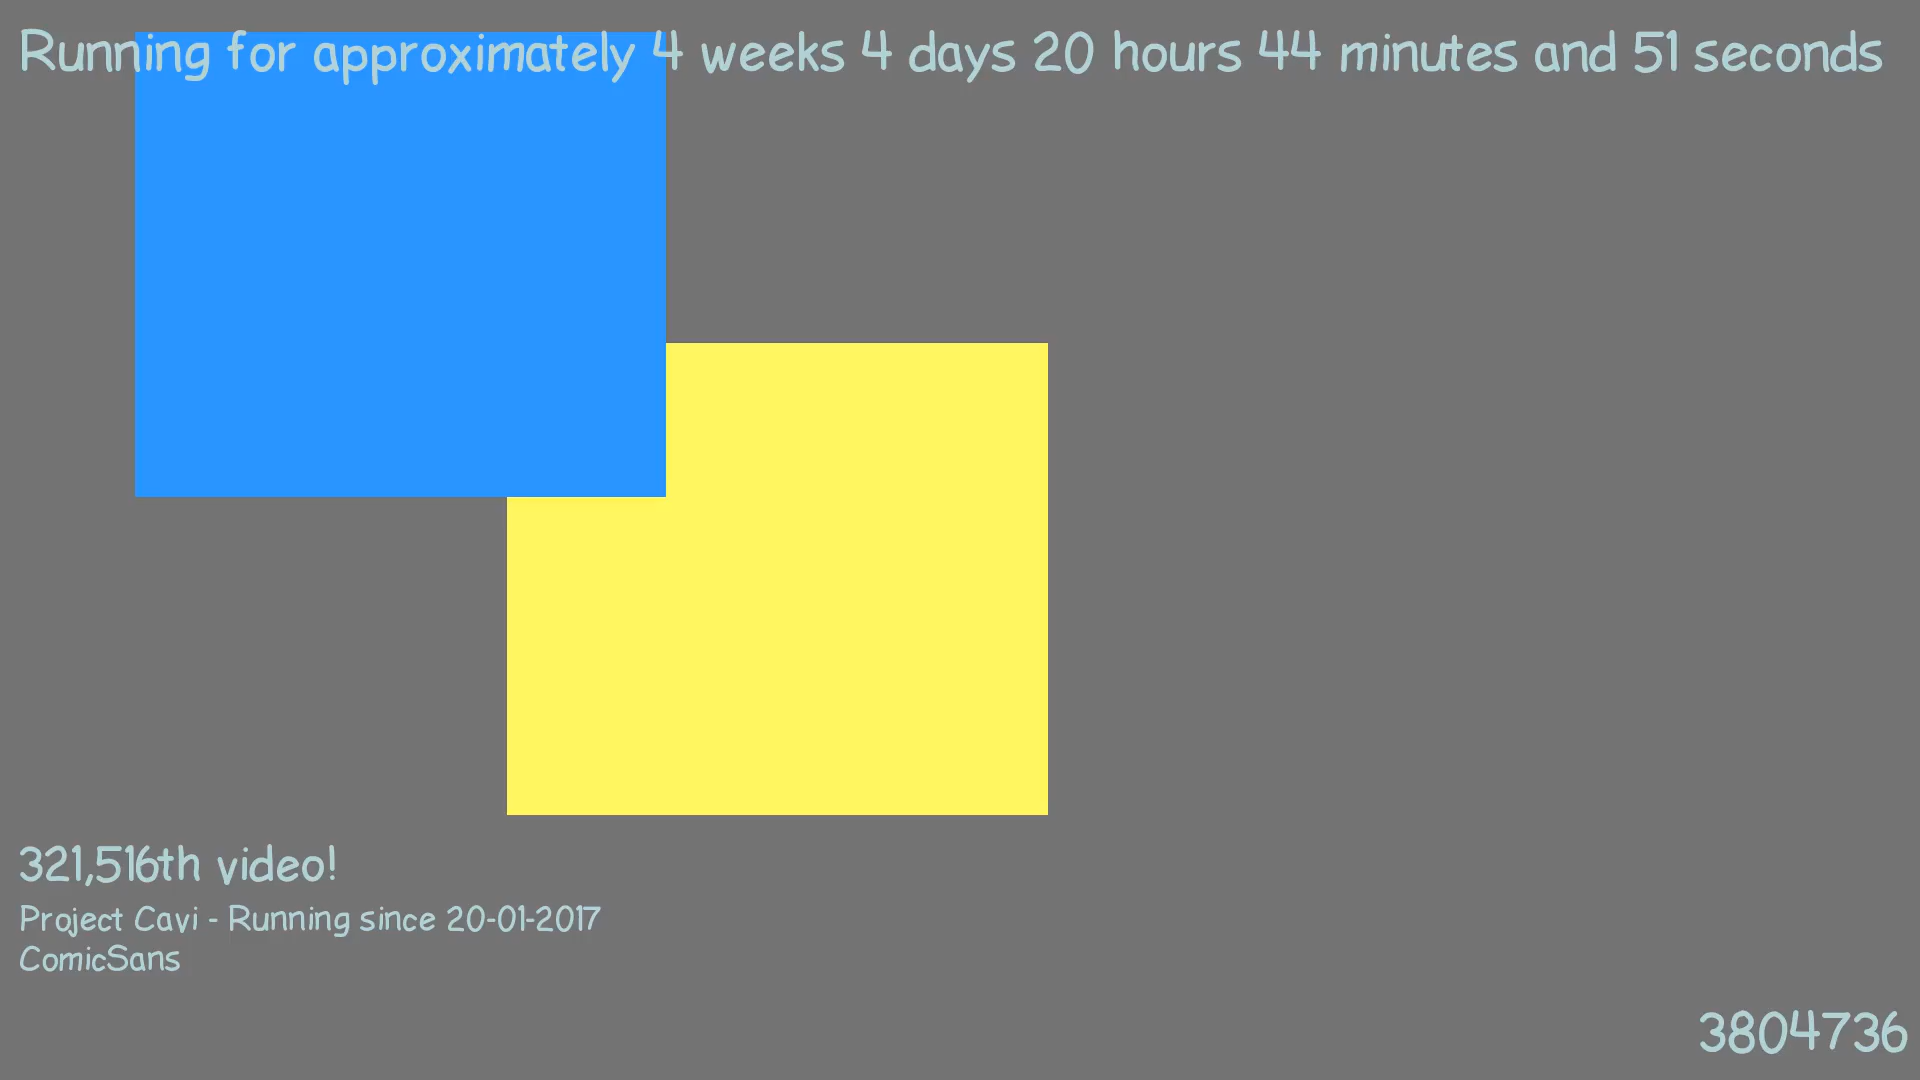 Running for approximately 4 weeks 4 days 20 hours 44 minutes and 51 seconds
321,516th video!
Project Cavi - Running since 20-01-2017
ComicSans
3804736